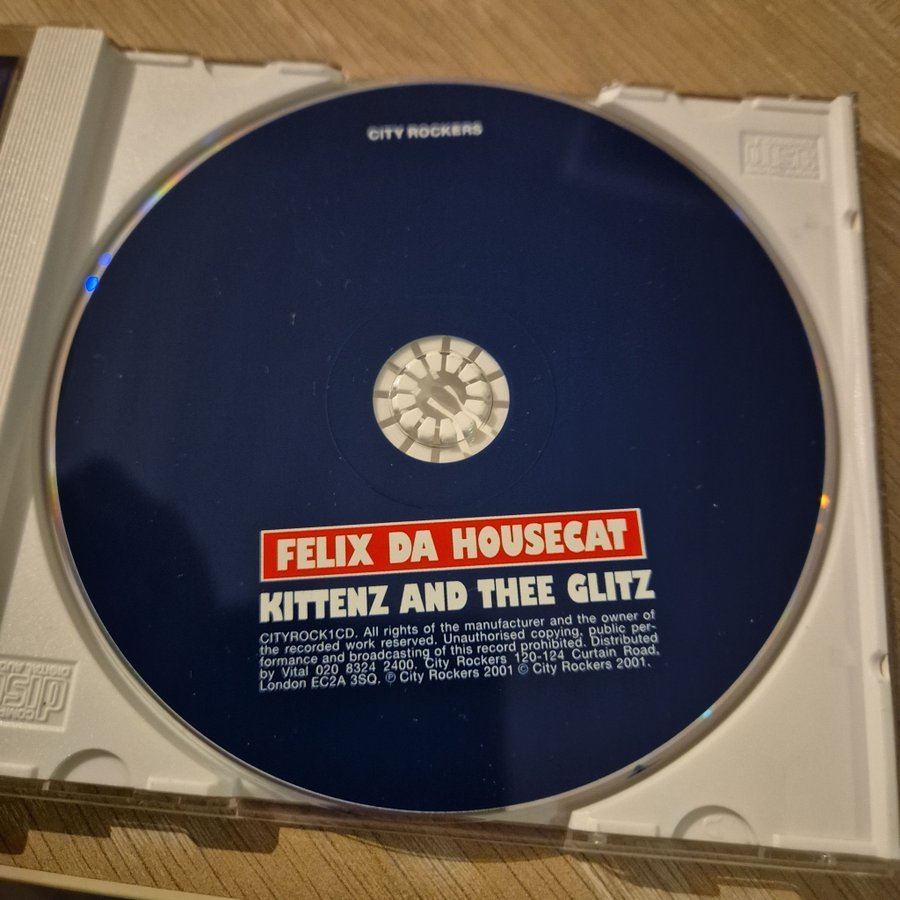 CITY ROCKERS
disc
FELIX DA HOUSECAT
KITTENZ AND THEE GLITZ
CITYROCK1CD. All rights of the manufacturer and the owner of
the recorded work reserved. Unauthorised copying, public per-
formance and broadcasting of this record prohibited. Distributed
by Vital 020 8324 2400. City Rockers 120-124 Curtain Road,
London EC2A 3SQ. ℗ City Rockers 2001 © City Rockers 2001.
disc